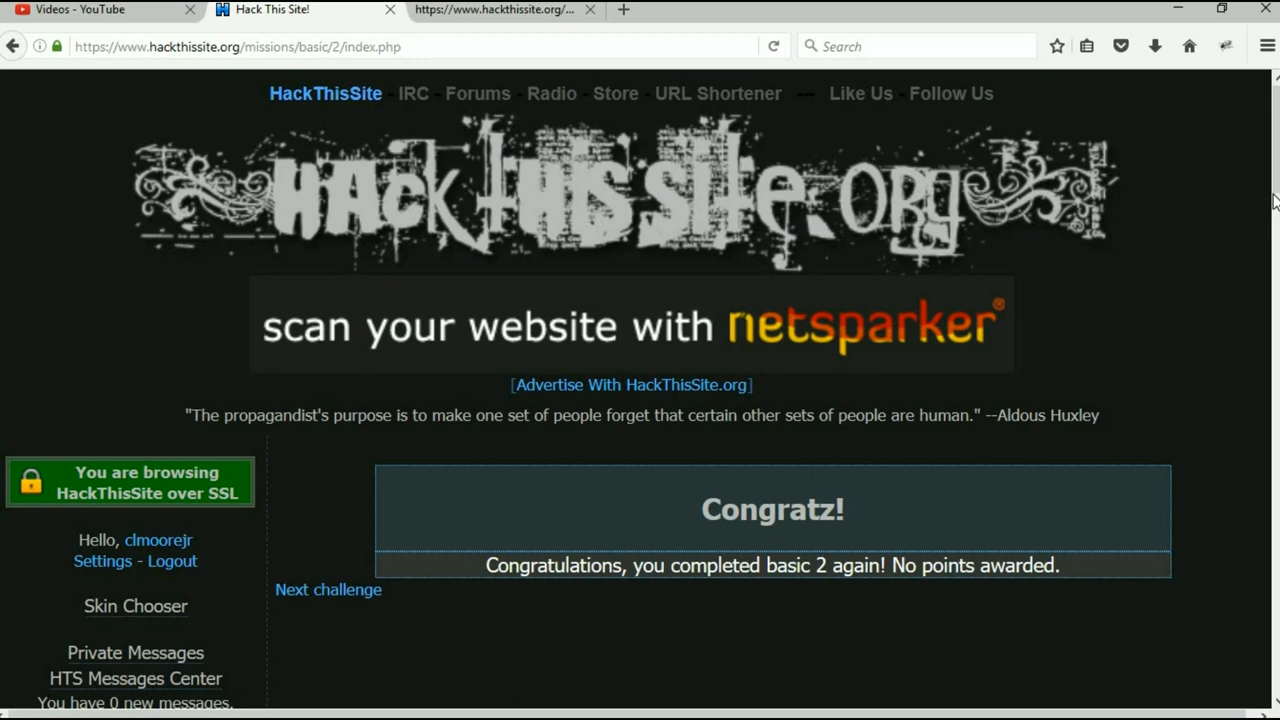 Videos - YouTube
Hack This Site!
https://www.hackthissite.org/...
https://www.hackthissite.org/missions/basic/2/index.php
Search
HackThisSite - IRC - Forums - Radio - Store - URL Shortener --- Like Us - Follow Us
HAck THIS SITe.ORg
scan your website with netsparker®
[Advertise With HackThisSite.org]
"The propagandist's purpose is to make one set of people forget that certain other sets of people are human." --Aldous Huxley
You are browsing
HackThisSite over SSL
Congratz!
Congratulations, you completed basic 2 again! No points awarded.
Hello, clmoorejr
Settings - Logout
Next challenge
Skin Chooser
Private Messages
HTS Messages Center
You have 0 new messages.